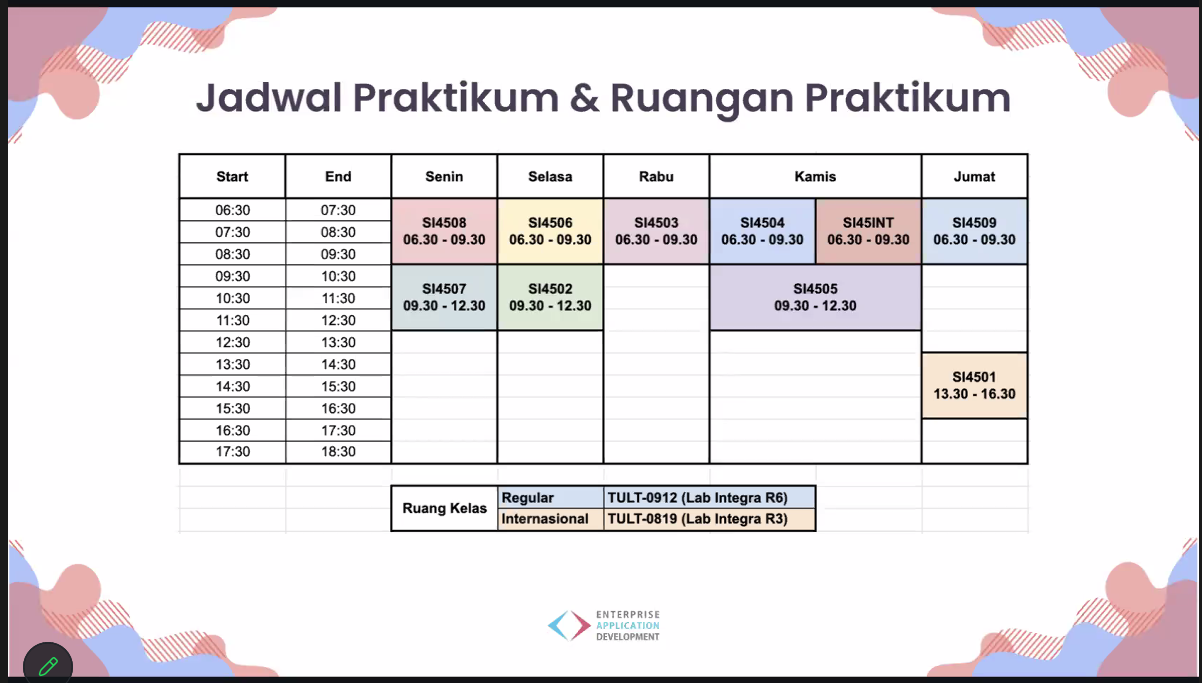 Jadwal Praktikum & Ruangan Praktikum
Start End Senin Selasa Rabu Kamis Jumat
06:30 07:30
07:30 08:30
08:30 09:30
SI4508 SI4506 SI4503 SI4504 SI45INT SI4509
06.30 - 09.30 06.30 - 09.30 06.30 - 09.30 06.30 - 09.30 06.30 - 09.30 06.30 - 09.30
09:30 10:30
10:30 11:30
11:30 12:30
SI4507 SI4502 SI4505
09.30 - 12.30 09.30 - 12.30 09.30 - 12.30
12:30 13:30
13:30 14:30
14:30 15:30
15:30 16:30
SI4501
13.30 - 16.30
16:30 17:30
17:30 18:30
Ruang Kelas
Regular TULT-0912 (Lab Integra R6)
Internasional TULT-0819 (Lab Integra R3)
ENTERPRISE
APPLICATION
DEVELOPMENT